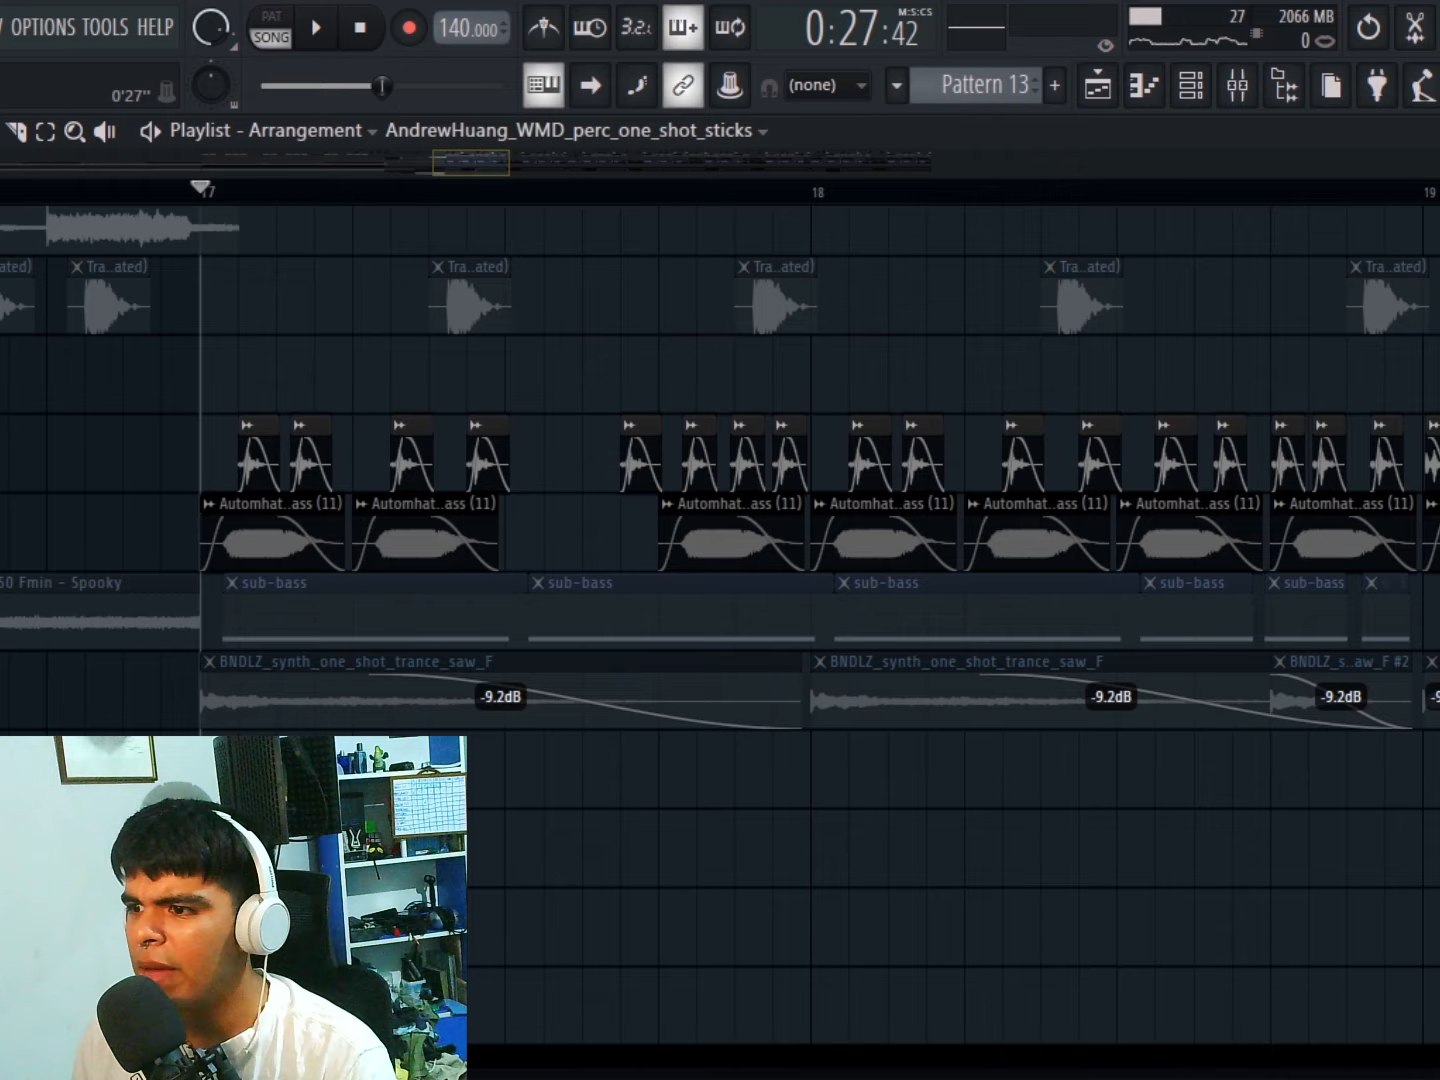 OPTIONS TOOLS HELP
PAT
SONG
140.000
3.2.
0:27:42
M:S:CS
27
2066 MB
0
0'27"
(none)
Pattern 13
+
Playlist - Arrangement
AndrewHuang_WMD_perc_one_shot_sticks
17
18
19
ated)
Tra..ated)
Tra..ated)
Tra..ated)
Tra..ated)
Tra..ated)
Automhat..ass (11)
Automhat..ass (11)
Automhat..ass (11)
Automhat..ass (11)
Automhat..ass (11)
Automhat..ass (11)
Automhat..ass (11)
Fmin - Spooky
sub-bass
sub-bass
sub-bass
sub-bass
sub-bass
BNDLZ_synth_one_shot_trance_saw_F
BNDLZ_synth_one_shot_trance_saw_F
BNDLZ_s..aw_F #2
-9.2dB
-9.2dB
-9.2dB